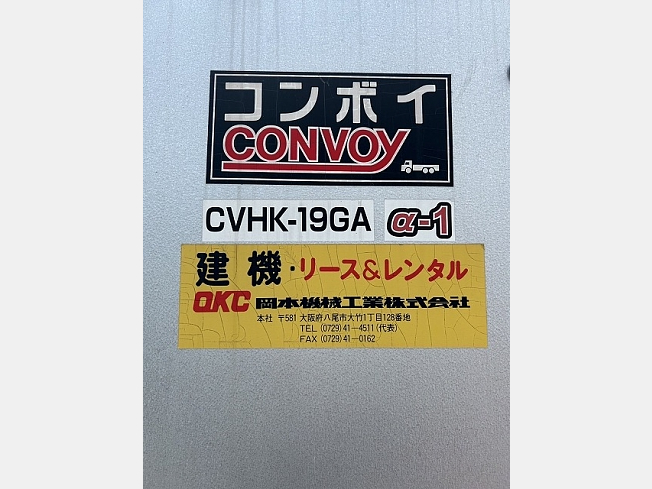 コンボイ
CONVOY
CVHK-19GA α-1
建機・リース&レンタル
OKC 岡本機械工業株式会社
本社 〒581 大阪府八尾市大竹1丁目128番地
TEL (0729) 41-4511 (代表)
FAX (0729) 41-0162